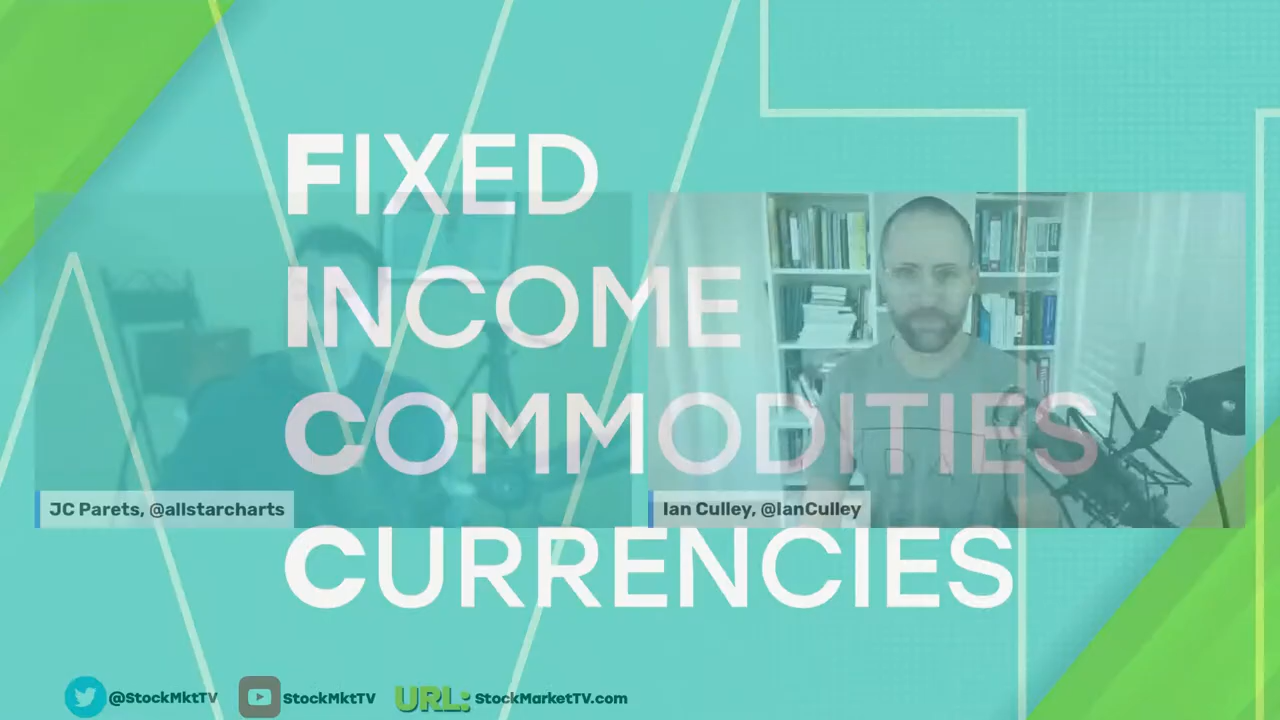 FIXED
INCOME
COMMODITIES
CURRENCIES
JC Parets, @allstarcharts
Ian Culley, @IanCulley
@StockMktTV StockMktTV URL: StockMarketTV.com